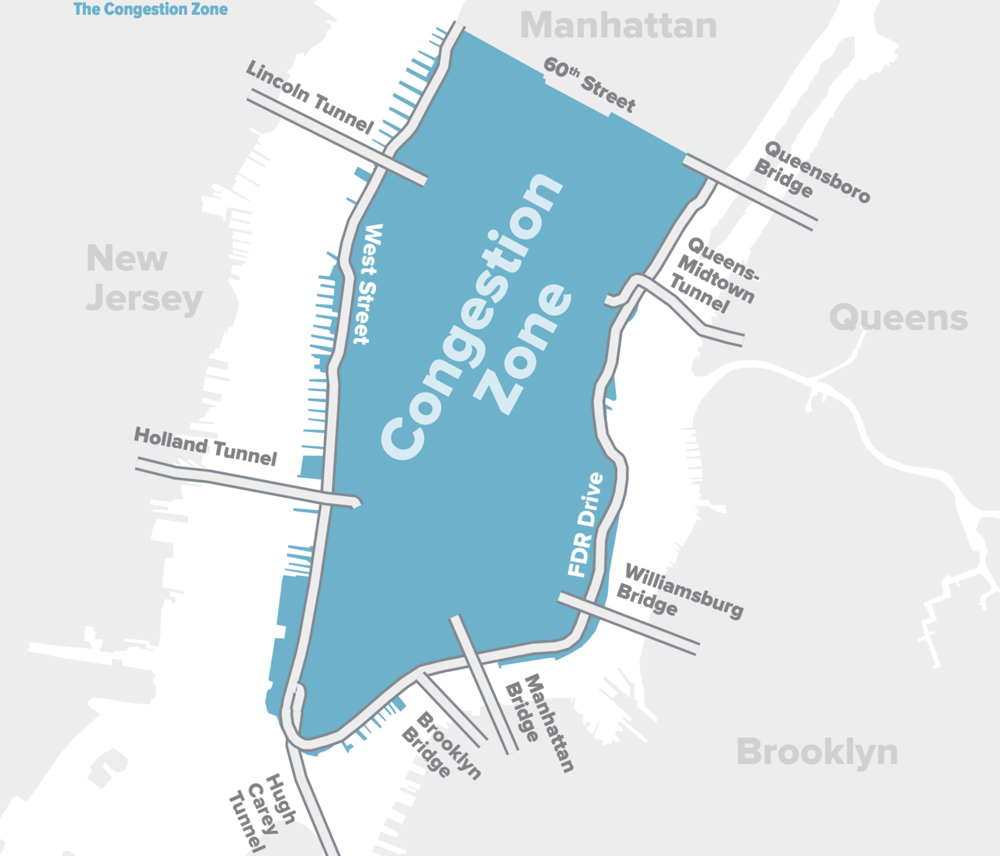 The Congestion Zone
Manhattan
60th Street
Lincoln Tunnel
Queensboro
Bridge
West Street
Queens-
Midtown
Tunnel
New
Jersey
Congestion
Zone
Queens
Holland Tunnel
FDR Drive
Williamsburg
Bridge
Manhattan
Bridge
Brooklyn
Bridge
Brooklyn
Hugh
Carey
Tunnel